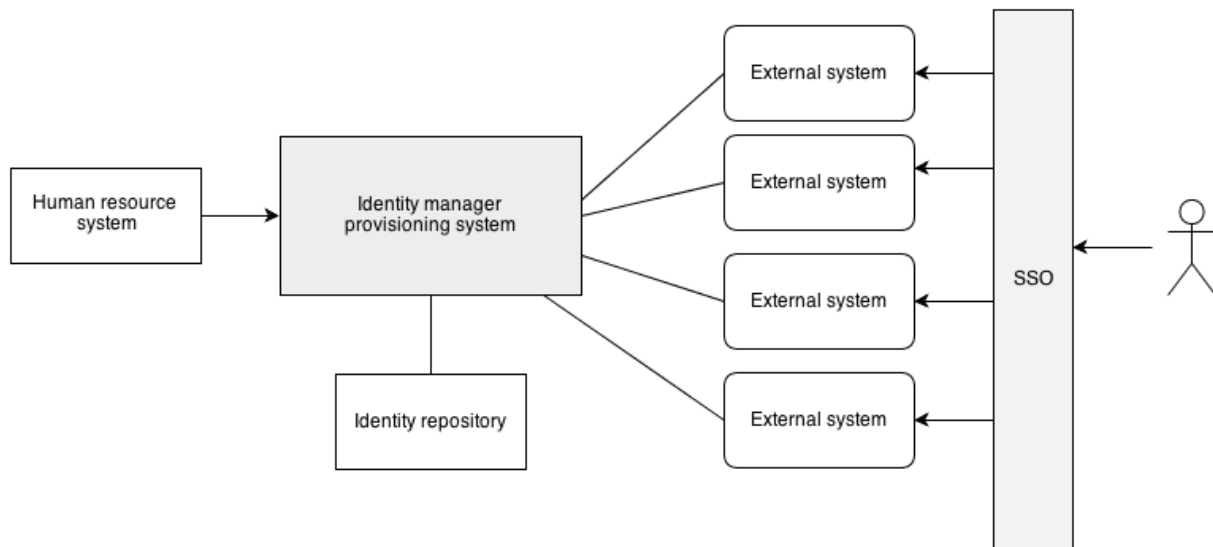 Human resource
system
Identity manager
provisioning system
Identity repository
External system
External system
External system
External system
SSO